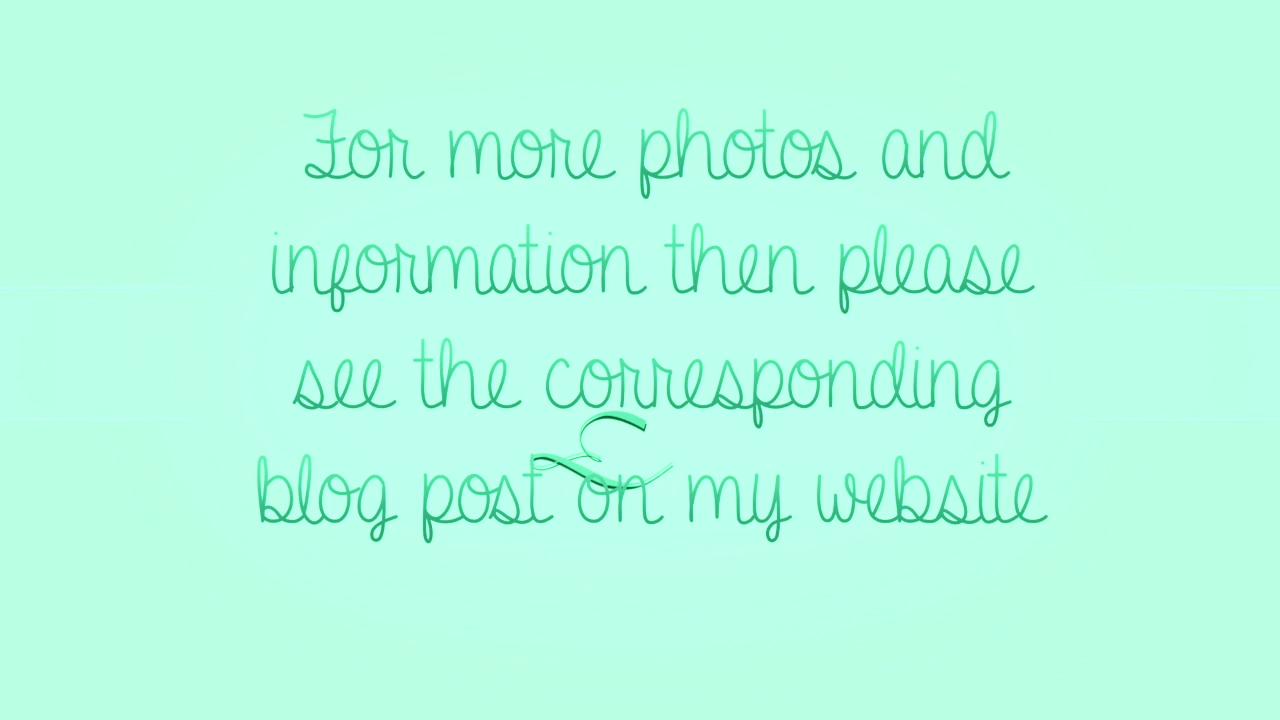 For more photos and
information then please
see the corresponding
blog post on my website